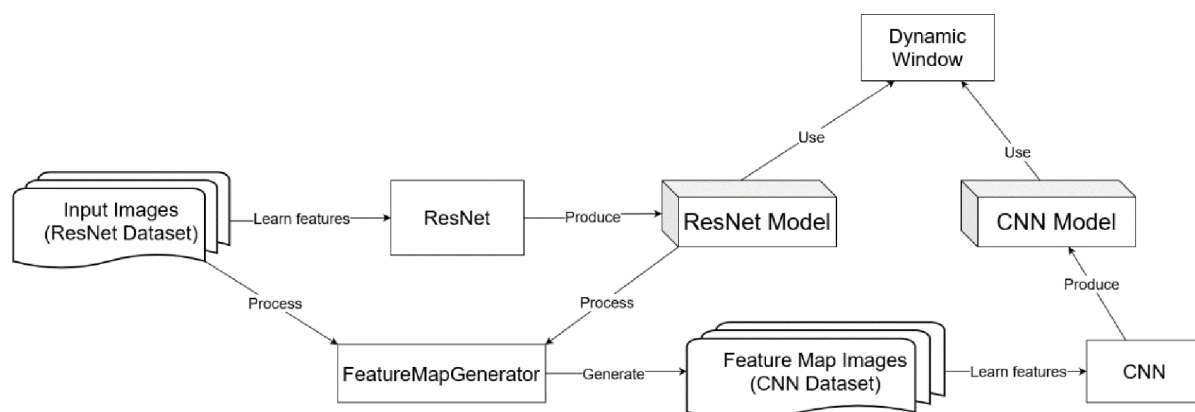 Dynamic
Window
Use
Use
Input Images
(ResNet Dataset)
Learn features
ResNet
Produce
ResNet Model
CNN Model
Process
Process
Produce
FeatureMapGenerator
Generate
Feature Map Images
(CNN Dataset)
Learn features
CNN